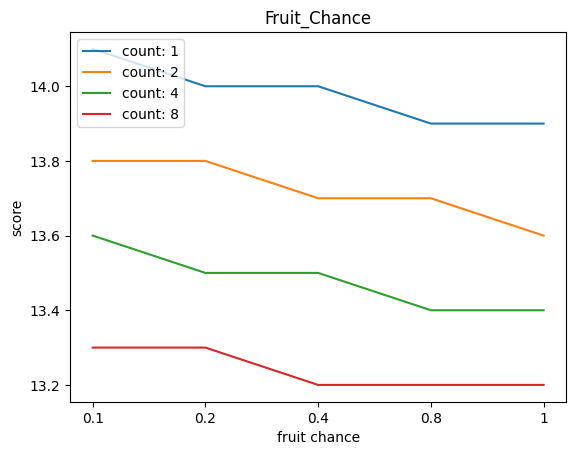 Fruit_Chance
count: 1
count: 2
count: 4
count: 8
score
14.0
13.8
13.6
13.4
13.2
0.1 0.2 0.4 0.8 1
fruit chance